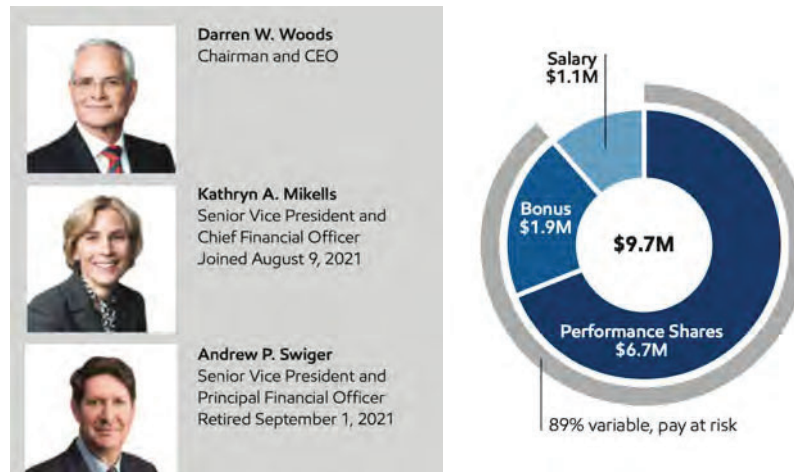 Darren W. Woods
Chairman and CEO
Kathryn A. Mikells
Senior Vice President and
Chief Financial Officer
Joined August 9, 2021
Andrew P. Swiger
Senior Vice President and
Principal Financial Officer
Retired September 1, 2021
Salary
$1.1M
Bonus
$1.9M
$9.7M
Performance Shares
$6.7M
89% variable, pay at risk